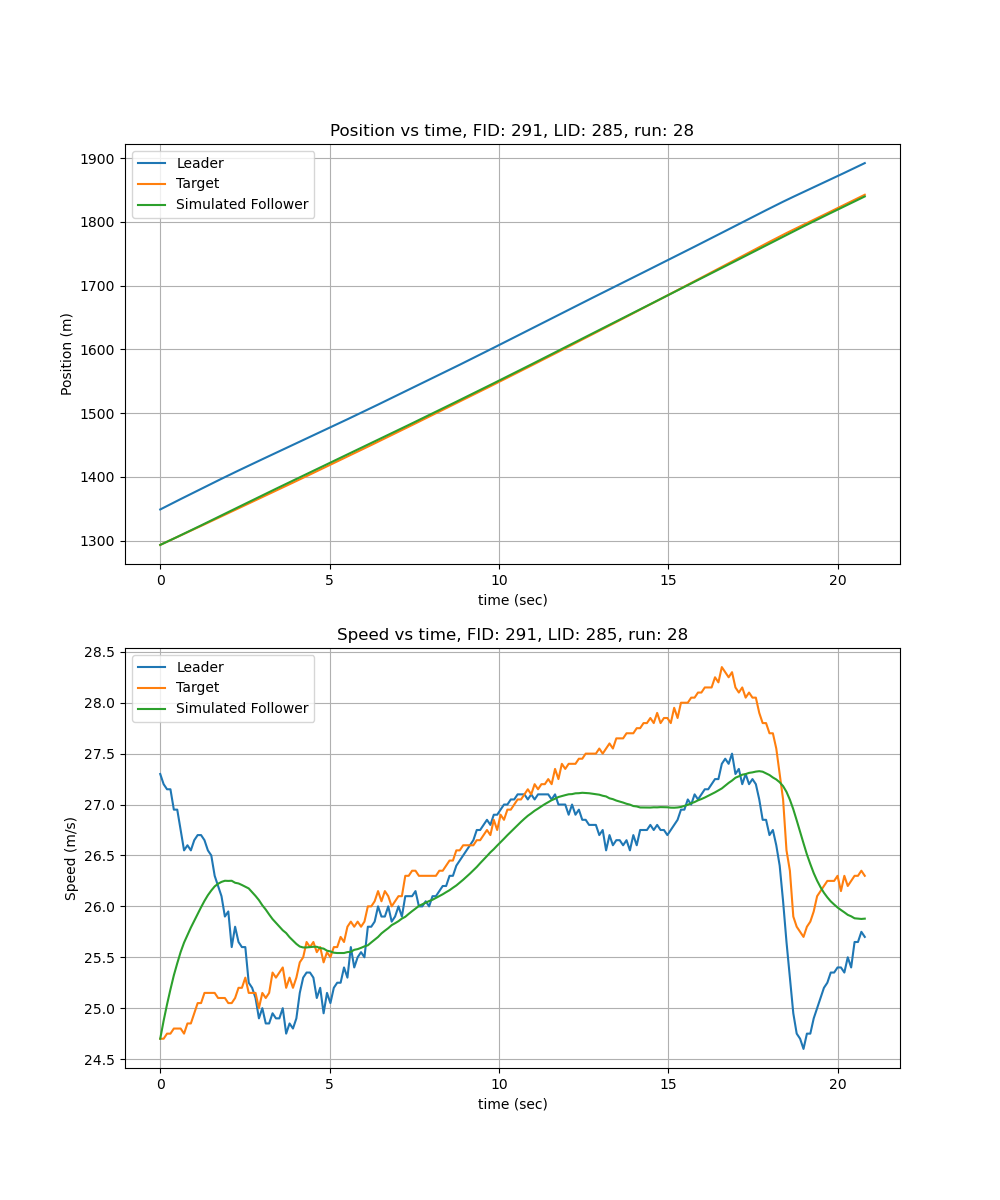 Position vs time, FID: 291, LID: 285, run: 28
Leader
Target
Simulated Follower
1900
1800
1700
1600
1500
1400
1300
Position (m)
0 5 10 15 20
time (sec)
Speed vs time, FID: 291, LID: 285, run: 28
Leader
Target
Simulated Follower
28.5
28.0
27.5
27.0
26.5
26.0
25.5
25.0
24.5
Speed (m/s)
0 5 10 15 20
time (sec)